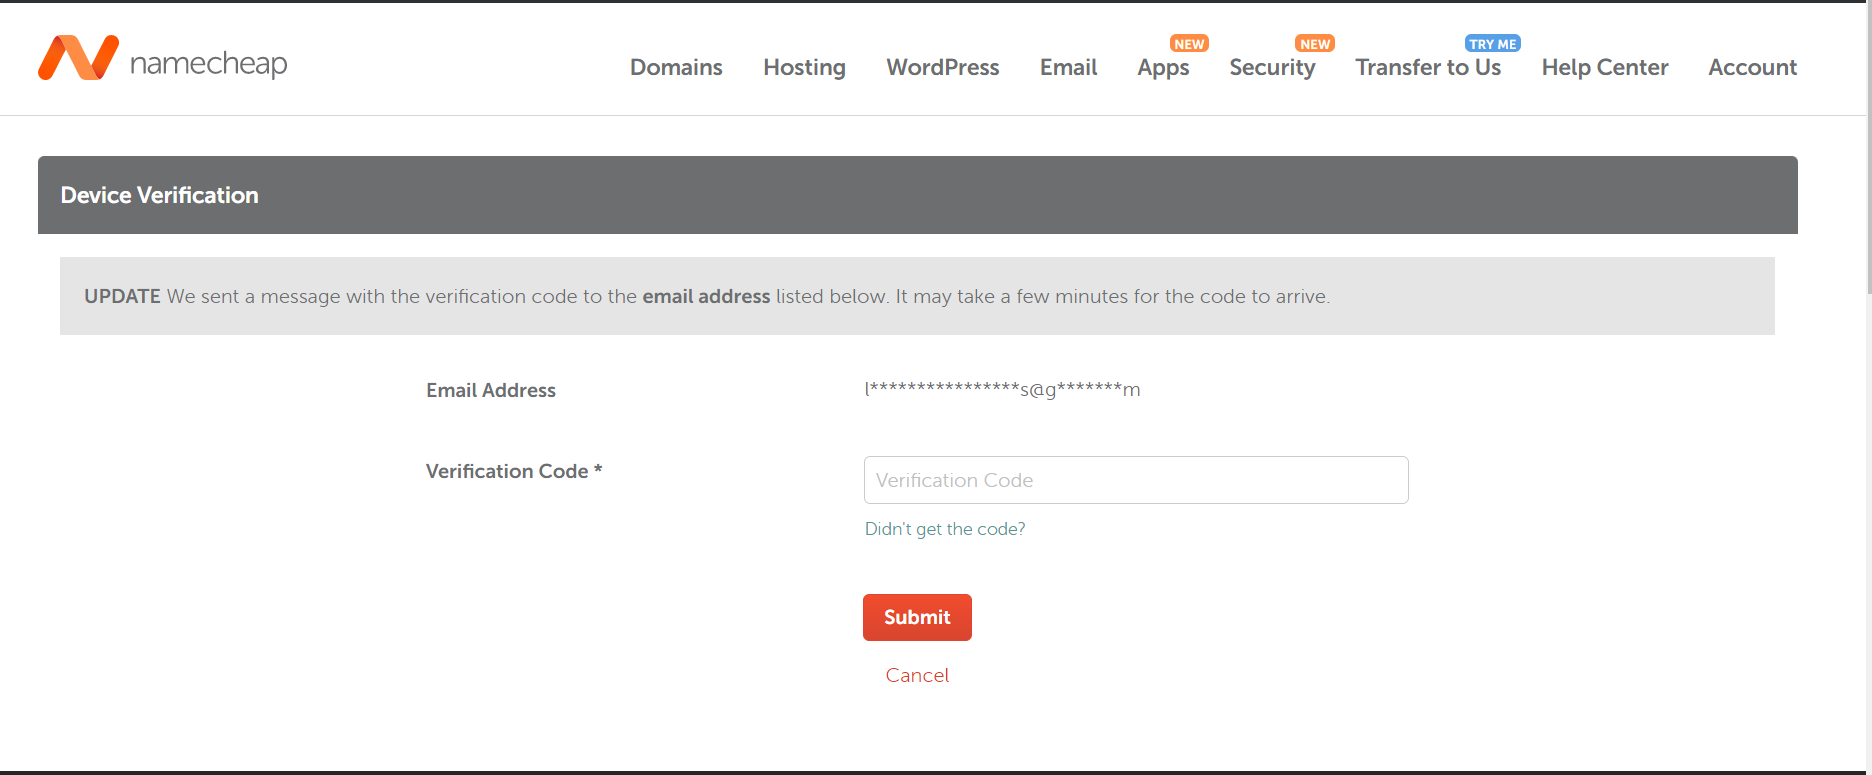 namecheap
Domains Hosting WordPress Email Apps NEW Security NEW Transfer to Us TRY ME Help Center Account
Device Verification
UPDATE We sent a message with the verification code to the email address listed below. It may take a few minutes for the code to arrive.
Email Address l****************s@g*******m
Verification Code * Verification Code
Didn't get the code?
Submit
Cancel